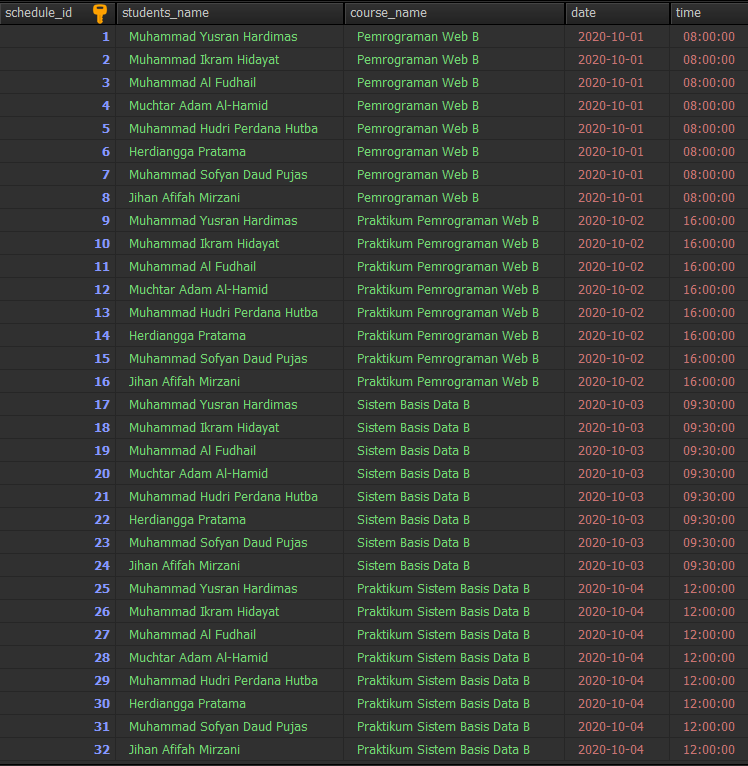 schedule_id students_name course_name date time
1 Muhammad Yusran Hardimas Pemrograman Web B 2020-10-01 08:00:00
2 Muhammad Ikram Hidayat Pemrograman Web B 2020-10-01 08:00:00
3 Muhammad Al Fudhail Pemrograman Web B 2020-10-01 08:00:00
4 Muchtar Adam Al-Hamid Pemrograman Web B 2020-10-01 08:00:00
5 Muhammad Hudri Perdana Hutba Pemrograman Web B 2020-10-01 08:00:00
6 Herdiangga Pratama Pemrograman Web B 2020-10-01 08:00:00
7 Muhammad Sofyan Daud Pujas Pemrograman Web B 2020-10-01 08:00:00
8 Jihan Afifah Mirzani Pemrograman Web B 2020-10-01 08:00:00
9 Muhammad Yusran Hardimas Praktikum Pemrograman Web B 2020-10-02 16:00:00
10 Muhammad Ikram Hidayat Praktikum Pemrograman Web B 2020-10-02 16:00:00
11 Muhammad Al Fudhail Praktikum Pemrograman Web B 2020-10-02 16:00:00
12 Muchtar Adam Al-Hamid Praktikum Pemrograman Web B 2020-10-02 16:00:00
13 Muhammad Hudri Perdana Hutba Praktikum Pemrograman Web B 2020-10-02 16:00:00
14 Herdiangga Pratama Praktikum Pemrograman Web B 2020-10-02 16:00:00
15 Muhammad Sofyan Daud Pujas Praktikum Pemrograman Web B 2020-10-02 16:00:00
16 Jihan Afifah Mirzani Praktikum Pemrograman Web B 2020-10-02 16:00:00
17 Muhammad Yusran Hardimas Sistem Basis Data B 2020-10-03 09:30:00
18 Muhammad Ikram Hidayat Sistem Basis Data B 2020-10-03 09:30:00
19 Muhammad Al Fudhail Sistem Basis Data B 2020-10-03 09:30:00
20 Muchtar Adam Al-Hamid Sistem Basis Data B 2020-10-03 09:30:00
21 Muhammad Hudri Perdana Hutba Sistem Basis Data B 2020-10-03 09:30:00
22 Herdiangga Pratama Sistem Basis Data B 2020-10-03 09:30:00
23 Muhammad Sofyan Daud Pujas Sistem Basis Data B 2020-10-03 09:30:00
24 Jihan Afifah Mirzani Sistem Basis Data B 2020-10-03 09:30:00
25 Muhammad Yusran Hardimas Praktikum Sistem Basis Data B 2020-10-04 12:00:00
26 Muhammad Ikram Hidayat Praktikum Sistem Basis Data B 2020-10-04 12:00:00
27 Muhammad Al Fudhail Praktikum Sistem Basis Data B 2020-10-04 12:00:00
28 Muchtar Adam Al-Hamid Praktikum Sistem Basis Data B 2020-10-04 12:00:00
29 Muhammad Hudri Perdana Hutba Praktikum Sistem Basis Data B 2020-10-04 12:00:00
30 Herdiangga Pratama Praktikum Sistem Basis Data B 2020-10-04 12:00:00
31 Muhammad Sofyan Daud Pujas Praktikum Sistem Basis Data B 2020-10-04 12:00:00
32 Jihan Afifah Mirzani Praktikum Sistem Basis Data B 2020-10-04 12:00:00